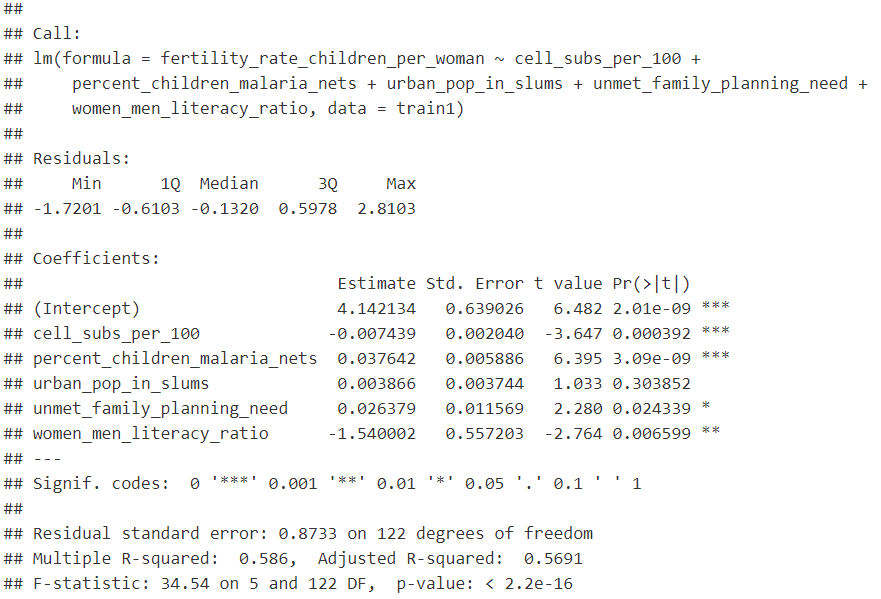 ##
## Call:
## lm(formula = fertility_rate_children_per_woman ~ cell_subs_per_100 +
##     percent_children_malaria_nets + urban_pop_in_slums + unmet_family_planning_need +
##     women_men_literacy_ratio, data = train1)
##
## Residuals:
##     Min      1Q  Median      3Q     Max
## -1.7201 -0.6103 -0.1320  0.5978  2.8103
##
## Coefficients:
##                                Estimate Std. Error t value Pr(>|t|)
## (Intercept)                    4.142134   0.639026   6.482 2.01e-09 ***
## cell_subs_per_100             -0.007439   0.002040  -3.647 0.000392 ***
## percent_children_malaria_nets  0.037642   0.005886   6.395 3.09e-09 ***
## urban_pop_in_slums             0.003866   0.003744   1.033 0.303852
## unmet_family_planning_need     0.026379   0.011569   2.280 0.024339 *
## women_men_literacy_ratio      -1.540002   0.557203  -2.764 0.006599 **
## ---
## Signif. codes:  0 '***' 0.001 '**' 0.01 '*' 0.05 '.' 0.1 ' ' 1
##
## Residual standard error: 0.8733 on 122 degrees of freedom
## Multiple R-squared:  0.586,  Adjusted R-squared:  0.5691
## F-statistic: 34.54 on 5 and 122 DF,  p-value: < 2.2e-16